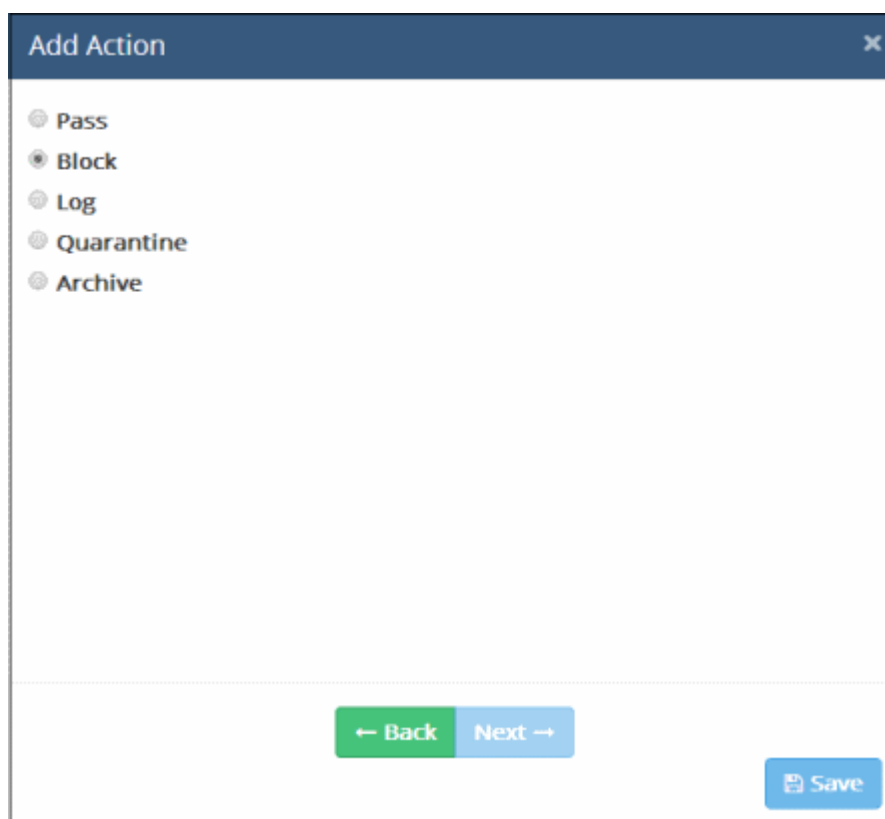 Add Action ×
Pass
Block
Log
Quarantine
Archive
← Back Next →
Save